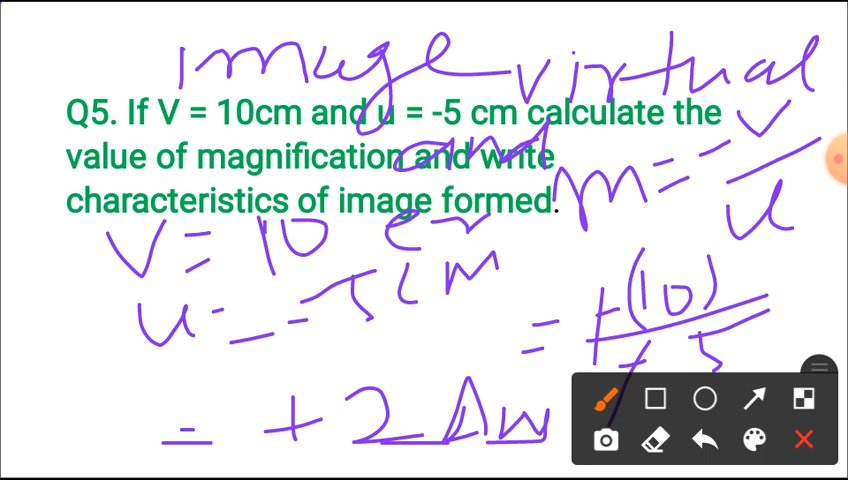 image virtual
Q5. If V = 10cm and u = -5 cm calculate the
value of magnification and write
characteristics of image formed.
and
m = -v/u
V = 10 cm
u = -5 cm
= -(10)/-5
= +2 Aw